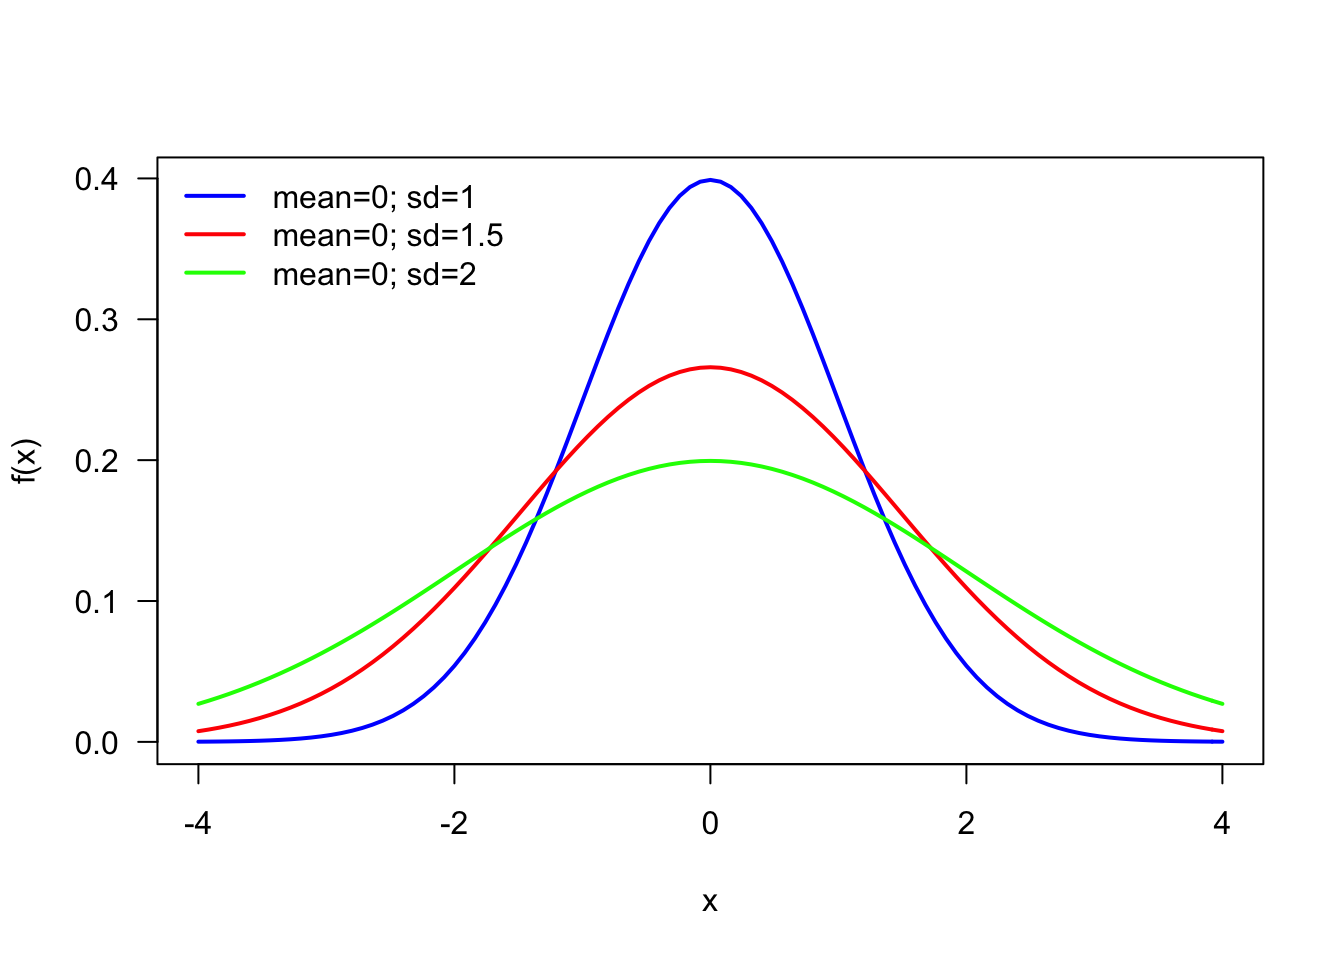 mean=0; sd=1
mean=0; sd=1.5
mean=0; sd=2
0.4
0.3
0.2
0.1
0.0
f(x)
-4 -2 0 2 4
x